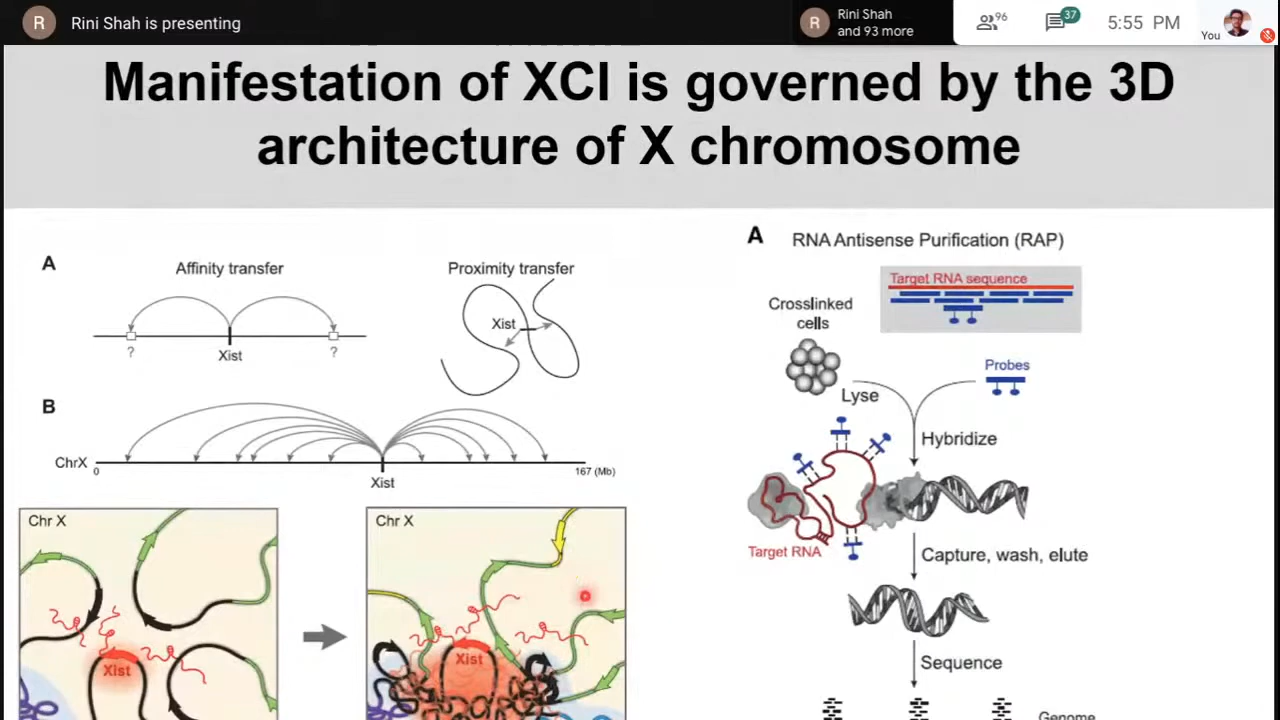 R Rini Shah is presenting
R Rini Shah
and 93 more
96
37
5:55 PM
You
Manifestation of XCI is governed by the 3D
architecture of X chromosome
A
Affinity transfer
Proximity transfer
Xist
? Xist ?
B
ChrX 0 167 (Mb)
Xist
Chr X
Xist
Chr X
Xist
A RNA Antisense Purification (RAP)
Target RNA sequence
Crosslinked
cells
Probes
Lyse
Hybridize
Target RNA
Capture, wash, elute
Sequence
Genome